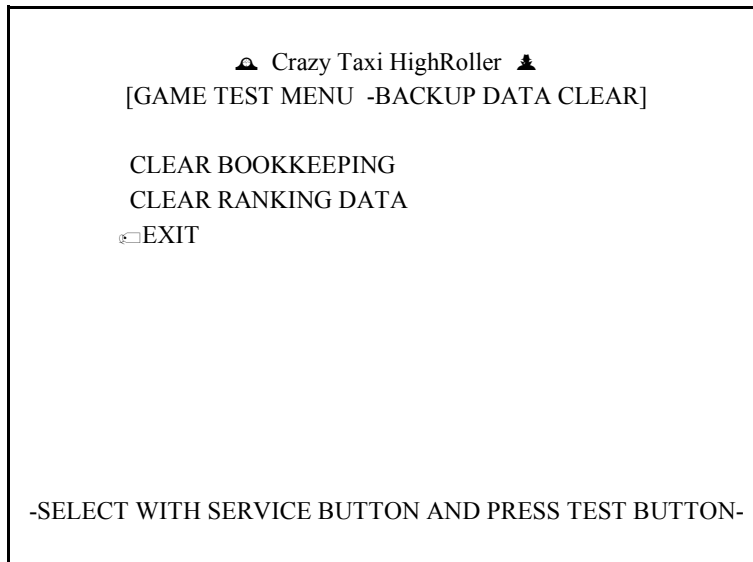 Crazy Taxi HighRoller
[GAME TEST MENU -BACKUP DATA CLEAR]
CLEAR BOOKKEEPING
CLEAR RANKING DATA
EXIT
-SELECT WITH SERVICE BUTTON AND PRESS TEST BUTTON-